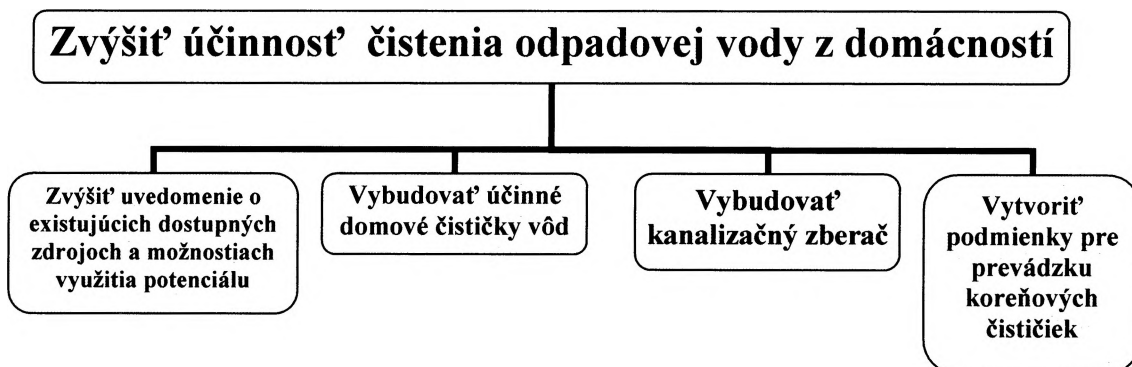 Zvýšiť účinnosť čistenia odpadovej vody z domácností
Zvýšiť uvedomenie o
existujúcich dostupných
zdrojoch a možnostiach
využitia potenciálu
Vybudovať účinné
domové čističky vôd
Vybudovať
kanalizačný zberač
Vytvoriť
podmienky pre
prevádzku
koreňových
čističiek